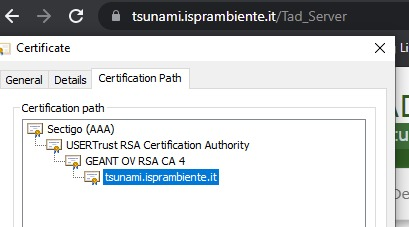 tsunami.isprambiente.it/Tad_Server
Certificate
General
Details
Certification Path
Certification path
Sectigo (AAA)
USERTrust RSA Certification Authority
GEANT OV RSA CA 4
tsunami.isprambiente.it